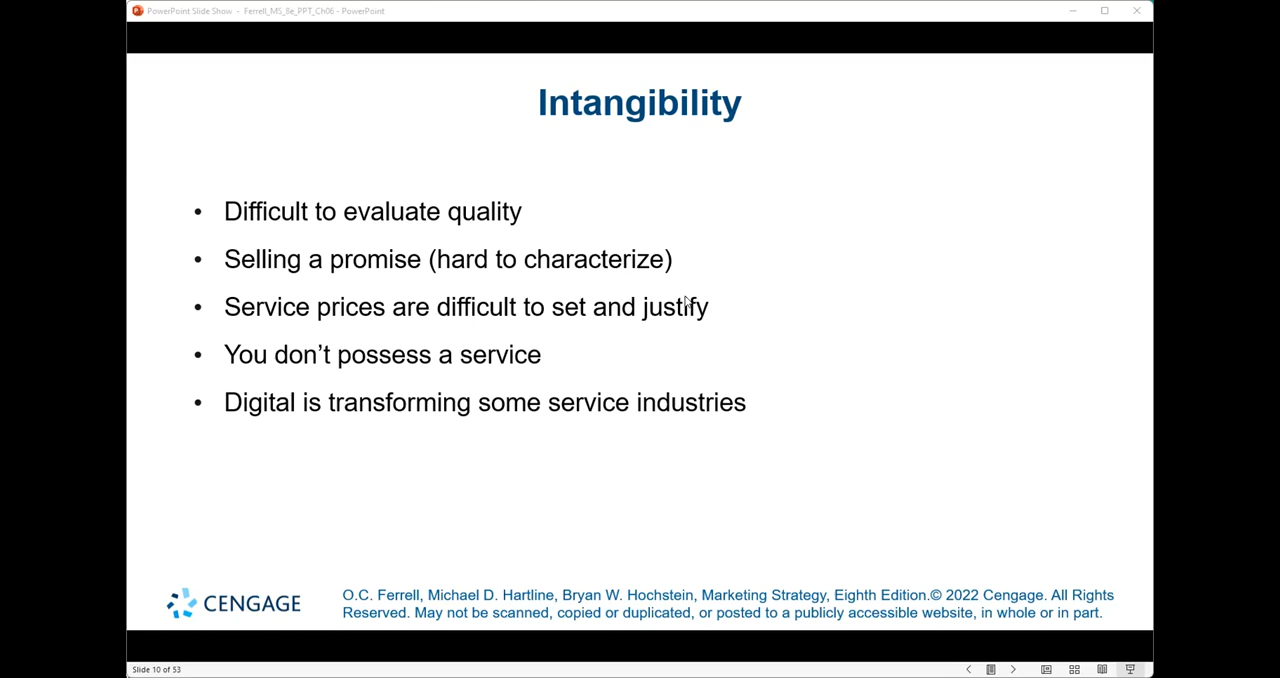 PowerPoint Slide Show - Ferrell_MS_8e_PPT_Ch06 - PowerPoint
Intangibility
• Difficult to evaluate quality
• Selling a promise (hard to characterize)
• Service prices are difficult to set and justify
• You don’t possess a service
• Digital is transforming some service industries
CENGAGE
O.C. Ferrell, Michael D. Hartline, Bryan W. Hochstein, Marketing Strategy, Eighth Edition.© 2022 Cengage. All Rights
Reserved. May not be scanned, copied or duplicated, or posted to a publicly accessible website, in whole or in part.
Slide 10 of 53